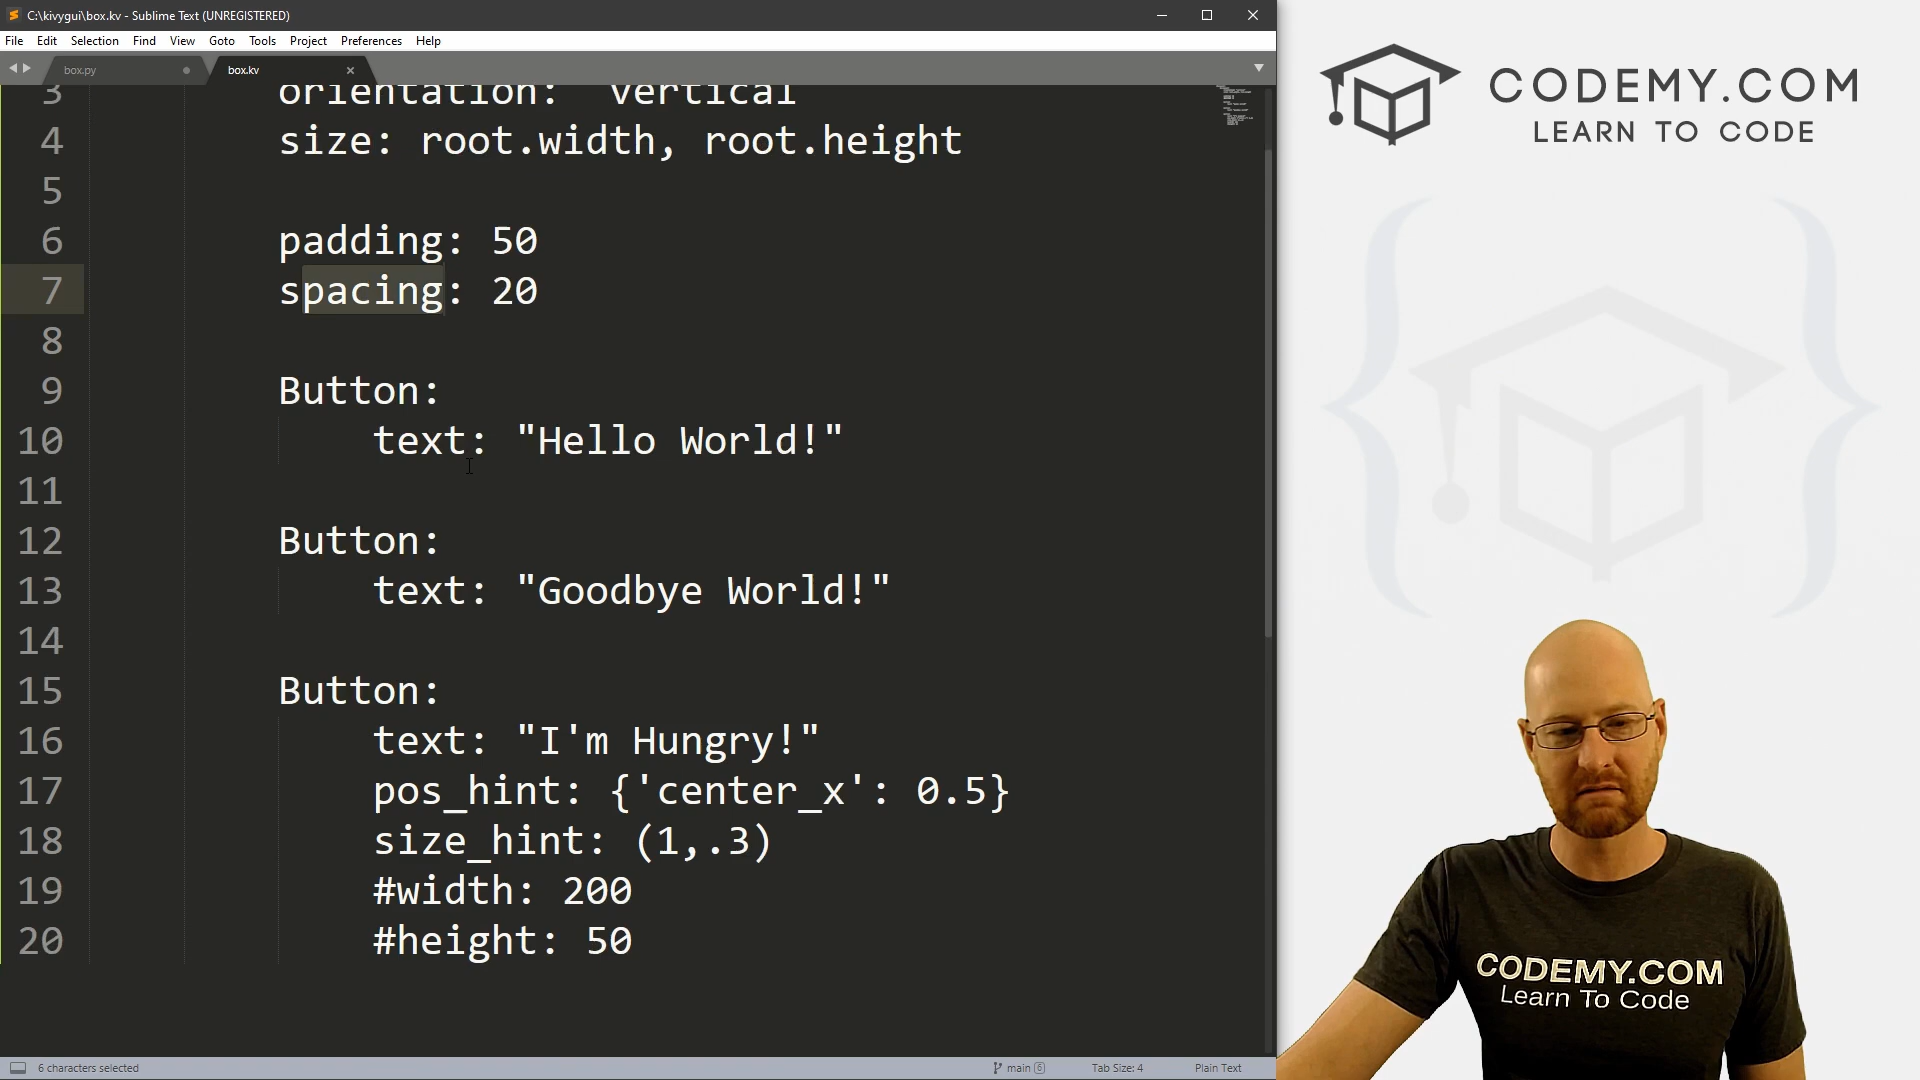 C:\kivygui\box.kv - Sublime Text (UNREGISTERED)
File Edit Selection Find View Goto Tools Project Preferences Help
box.py box.kv
3 orientation: "vertical"
4 size: root.width, root.height
5
6 padding: 50
7 spacing: 20
8
9 Button:
10 text: "Hello World!"
11
12 Button:
13 text: "Goodbye World!"
14
15 Button:
16 text: "I'm Hungry!"
17 pos_hint: {'center_x': 0.5}
18 size_hint: (1,.3)
19 #width: 200
20 #height: 50
6 characters selected
main 6
Tab Size: 4
Plain Text
CODEMY.COM
LEARN TO CODE
CODEMY.COM
Learn To Code